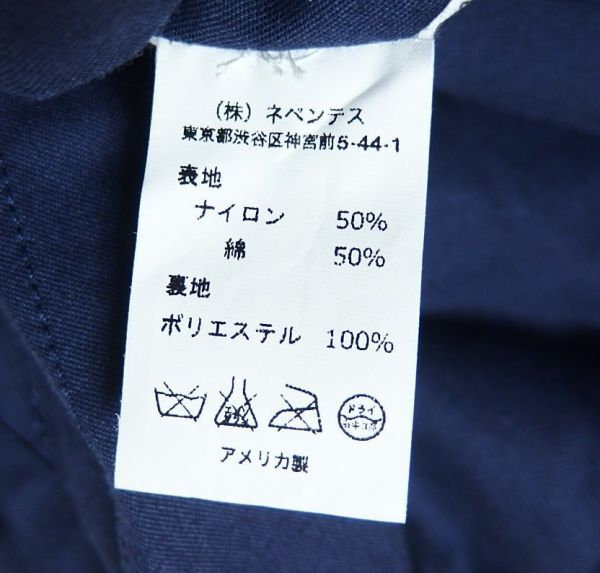 （株）ネペンテス
東京都渋谷区神宮前5-44-1
表地
ナイロン 50%
綿 50%
裏地
ポリエステル 100%
ドライ
アメリカ製